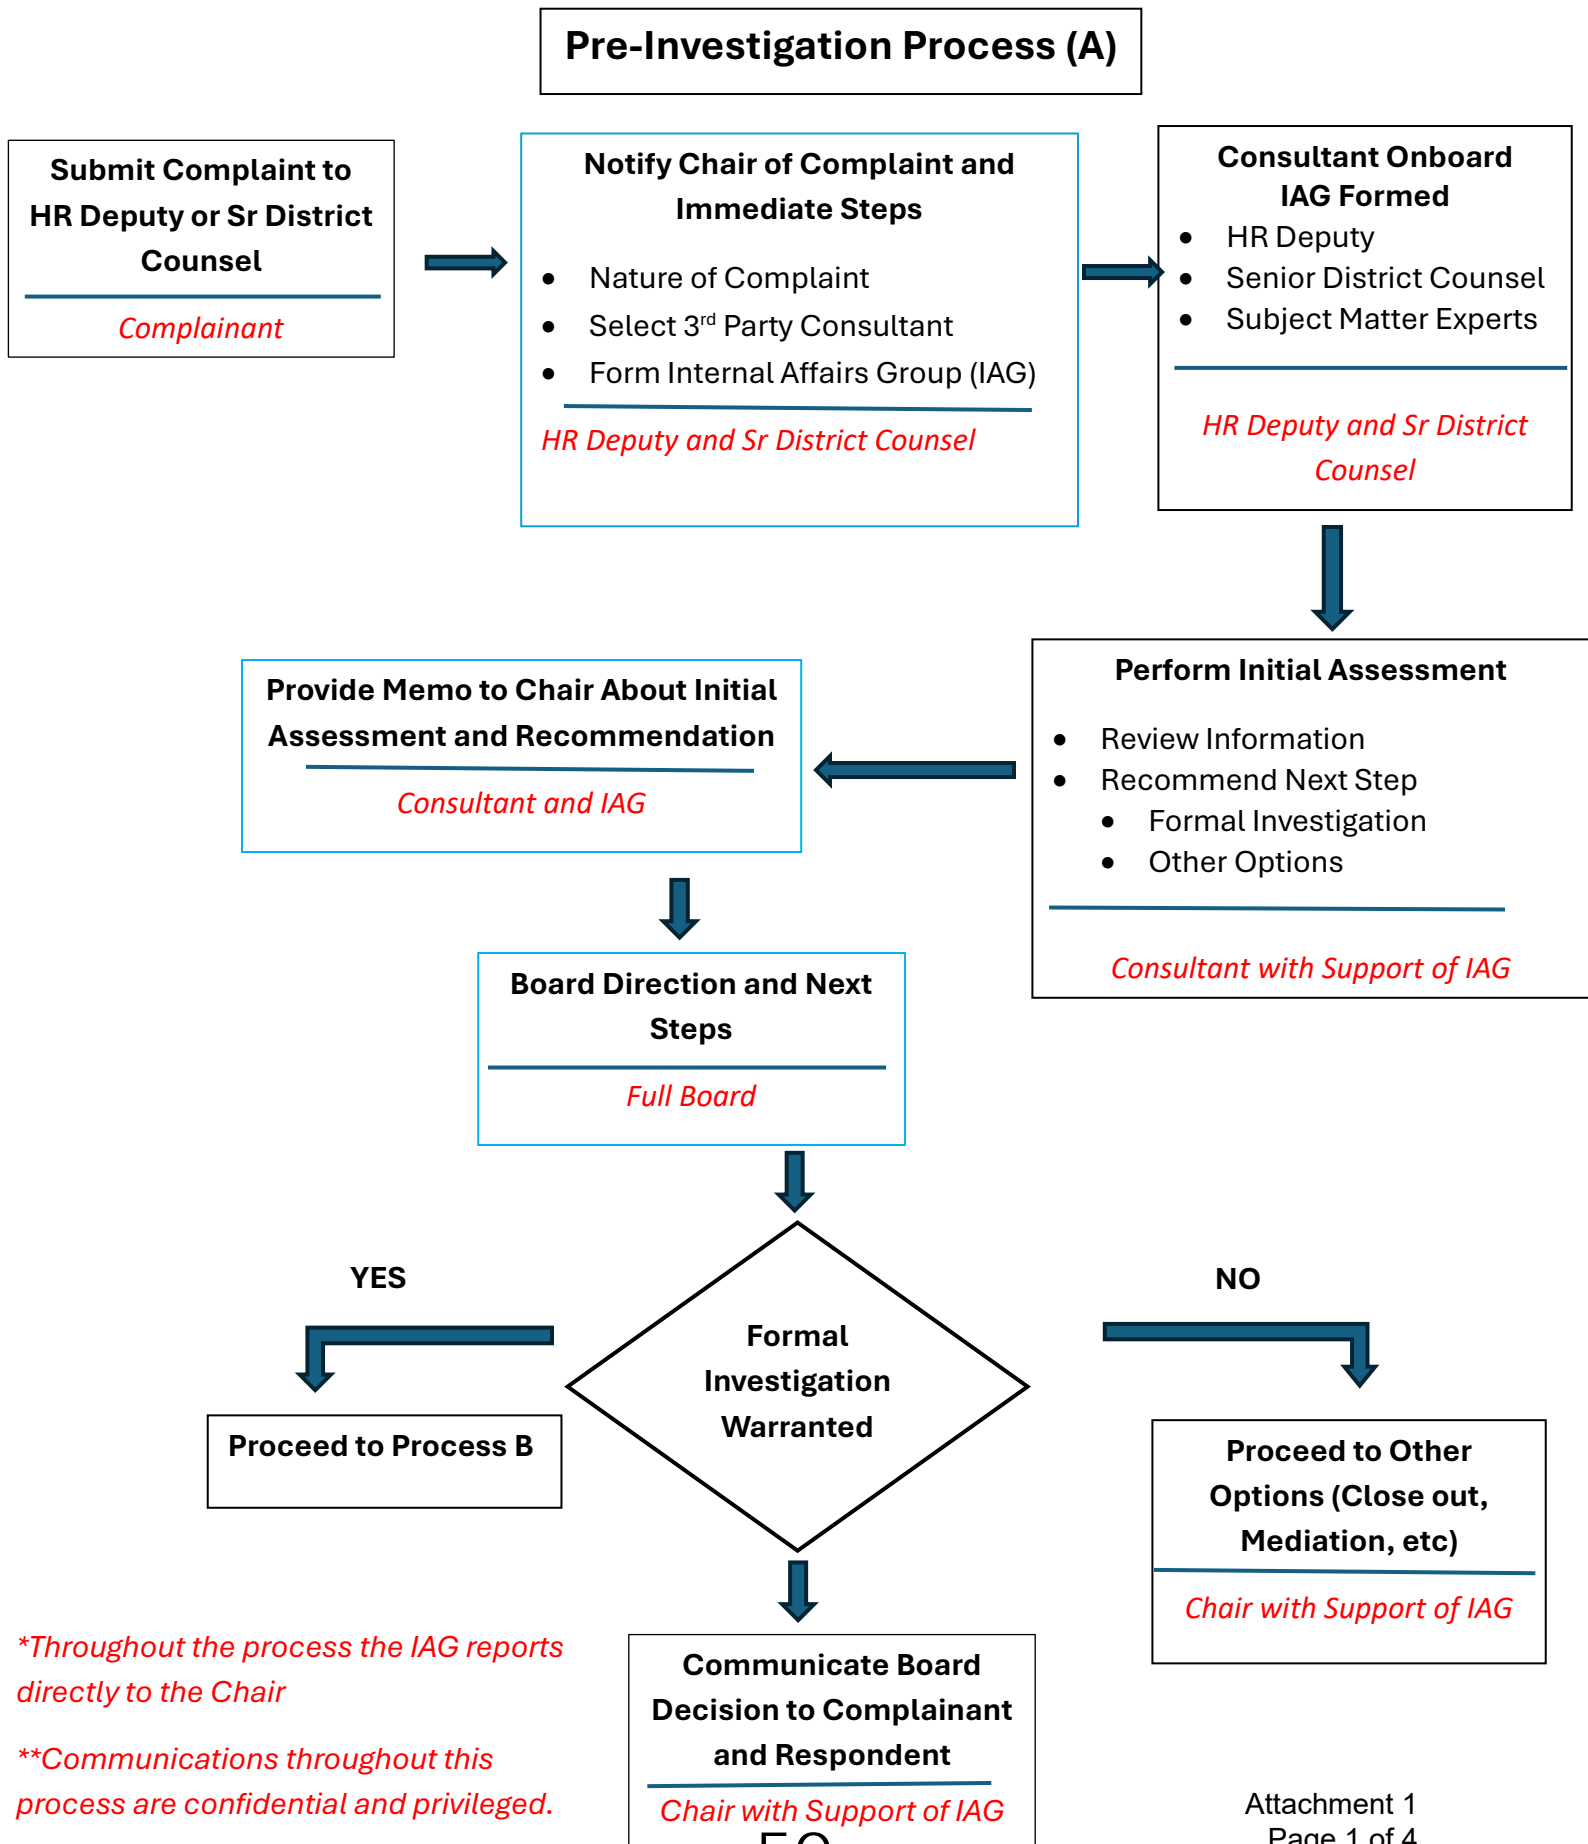 Pre-Investigation Process (A)
Submit Complaint to
HR Deputy or Sr District
Counsel
Complainant
Notify Chair of Complaint and
Immediate Steps
• Nature of Complaint
• Select 3rd Party Consultant
• Form Internal Affairs Group (IAG)
HR Deputy and Sr District Counsel
Consultant Onboard
IAG Formed
• HR Deputy
• Senior District Counsel
• Subject Matter Experts
HR Deputy and Sr District
Counsel
Perform Initial Assessment
• Review Information
• Recommend Next Step
• Formal Investigation
• Other Options
Consultant with Support of IAG
Provide Memo to Chair About Initial
Assessment and Recommendation
Consultant and IAG
Board Direction and Next
Steps
Full Board
Formal
Investigation
Warranted
YES
Proceed to Process B
NO
Proceed to Other
Options (Close out,
Mediation, etc)
Chair with Support of IAG
Communicate Board
Decision to Complainant
and Respondent
Chair with Support of IAG
*Throughout the process the IAG reports
directly to the Chair
**Communications throughout this
process are confidential and privileged.
Attachment 1
Page 1 of 4